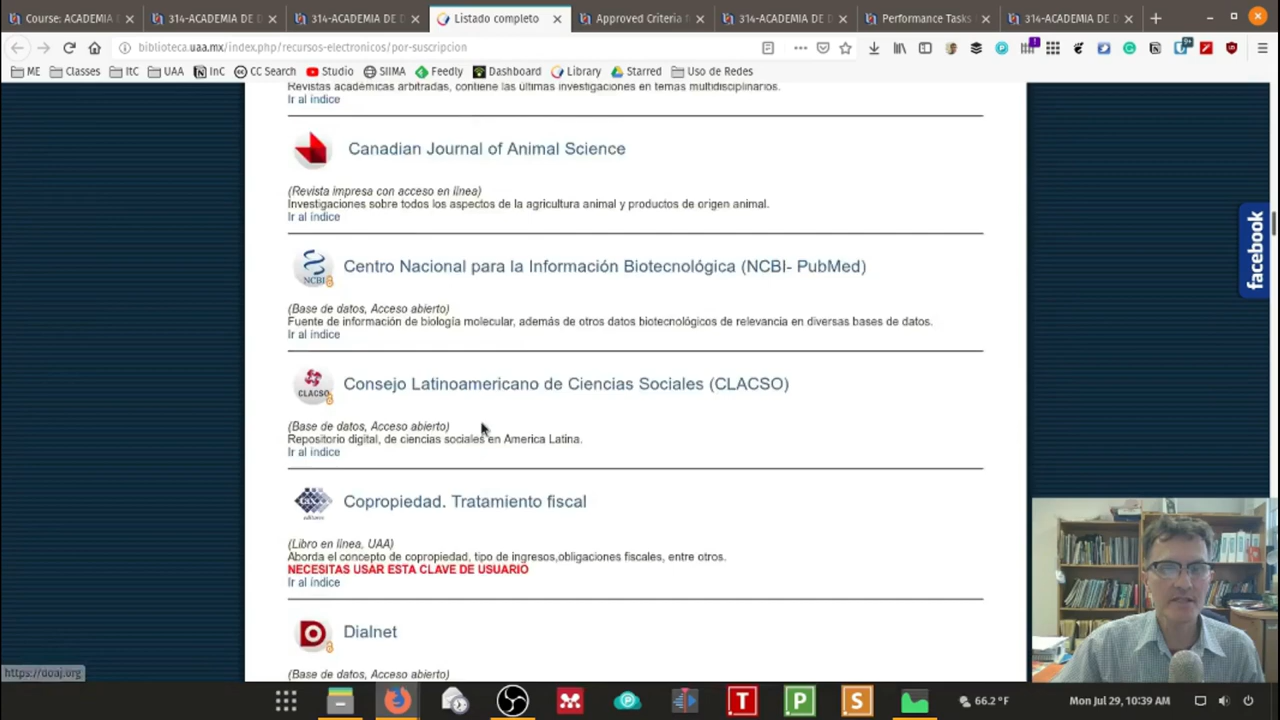 Course: ACADEMIA D
314-ACADEMIA DE D
314-ACADEMIA DE D
Listado completo
Approved Criteria f
314-ACADEMIA DE D
Performance Tasks
314-ACADEMIA DE D
biblioteca.uaa.mx/index.php/recursos-electronicos/por-suscripcion
ME
Classes
ItC
UAA
InC
CC Search
Studio
SIIMA
Feedly
Dashboard
Library
Starred
Uso de Redes
Revistas académicas arbitradas, contiene las últimas investigaciones en temas multidisciplinarios.
Ir al índice
Canadian Journal of Animal Science
(Revista impresa con acceso en línea)
Investigaciones sobre todos los aspectos de la agricultura animal y productos de origen animal.
Ir al índice
NCBI
Centro Nacional para la Información Biotecnológica (NCBI- PubMed)
(Base de datos, Acceso abierto)
Fuente de información de biología molecular, además de otros datos biotecnológicos de relevancia en diversas bases de datos.
Ir al índice
CLACSO
Consejo Latinoamericano de Ciencias Sociales (CLACSO)
(Base de datos, Acceso abierto)
Repositorio digital, de ciencias sociales en America Latina.
Ir al índice
Copropiedad. Tratamiento fiscal
(Libro en línea, UAA)
Aborda el concepto de copropiedad, tipo de ingresos,obligaciones fiscales, entre otros.
NECESITAS USAR ESTA CLAVE DE USUARIO
Ir al índice
Dialnet
(Base de datos, Acceso abierto)
facebook
https://doaj.org
T
P
S
66.2 °F
Mon Jul 29, 10:39 AM